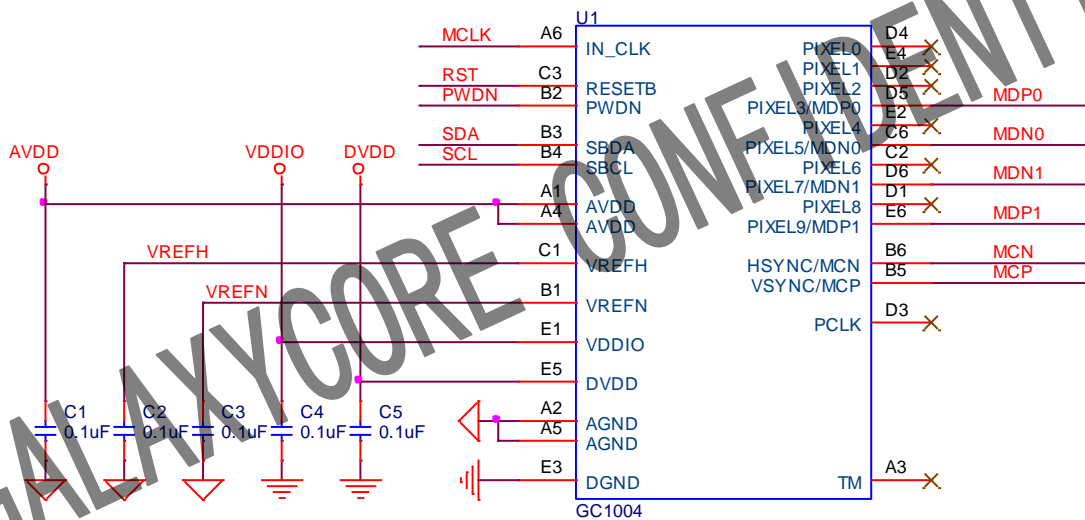 U1
MCLK A6 IN_CLK PIXEL0 D4
PIXEL1 E4
RST C3 RESETB PIXEL2 D2
PWDN B2 PWDN PIXEL3/MDP0 D5 MDP0
PIXEL4 E2
SDA B3 SBDA PIXEL5/MDN0 C6 MDN0
SCL B4 SBCL PIXEL6 C2
AVDD VDDIO DVDD
PIXEL7/MDN1 D6 MDN1
A1 AVDD PIXEL8 D1
A4 AVDD PIXEL9/MDP1 E6 MDP1
VREFH C1 VREFH HSYNC/MCN B6 MCN
VSYNC/MCP B5 MCP
VREFN B1 VREFN
PCLK D3
E1 VDDIO
E5 DVDD
A2 AGND
A5 AGND
C1 C2 C3 C4 C5
0.1uF 0.1uF 0.1uF 0.1uF 0.1uF
E3 DGND TM A3
GC1004
GALAXYCORE CONFIDENT